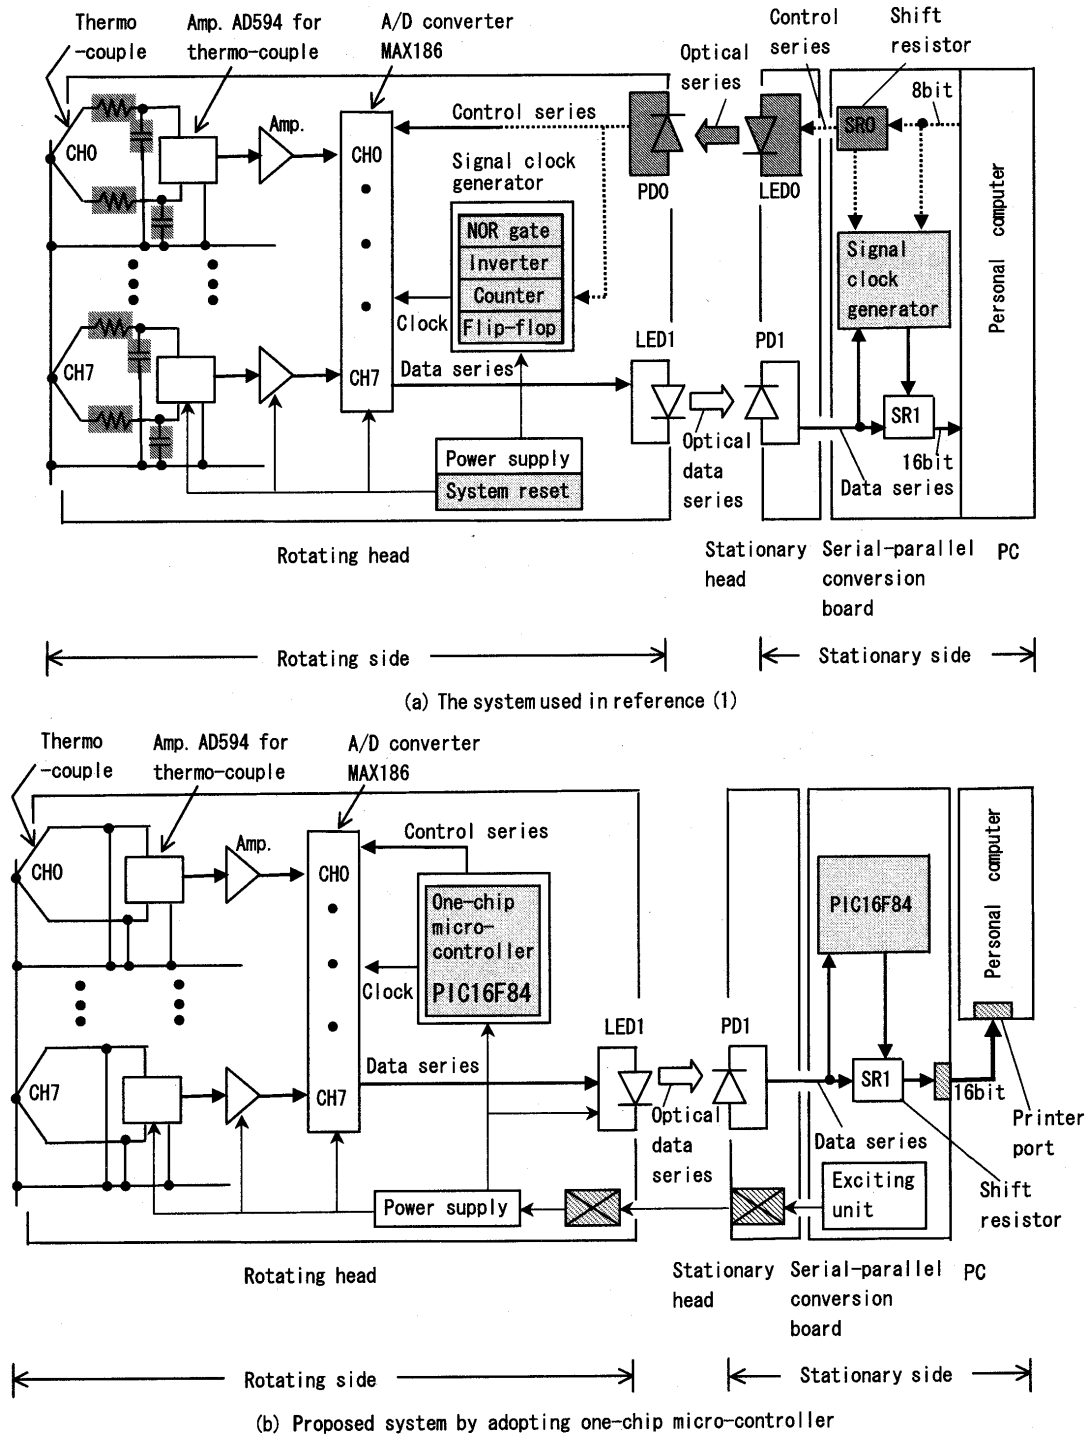 Thermo
-couple
Amp. AD594 for
thermo-couple
A/D converter
MAX186
Optical
series
Control
series
Shift
resistor
8bit
Amp.
Control series
CH0
CH0
SR0
Signal clock
generator
PD0
LED0
NOR gate
Inverter
Counter
Flip-flop
Signal
clock
generator
Personal computer
Clock
LED1
PD1
CH7
CH7
Data series
SR1
Optical
data
series
16bit
Data series
Power supply
System reset
Rotating head
Stationary
head
Serial-parallel
conversion
board
PC
Rotating side
Stationary side
(a) The system used in reference (1)
Thermo
-couple
Amp. AD594 for
thermo-couple
A/D converter
MAX186
Control series
Amp.
CH0
CH0
One-chip
micro-
controller
PIC16F84
PIC16F84
Personal computer
Clock
LED1
PD1
Data series
CH7
CH7
SR1
16bit
Optical
data
series
Data series
Printer
port
Power supply
Exciting
unit
Shift
resistor
Rotating head
Stationary
head
Serial-parallel
conversion
board
PC
Rotating side
Stationary side
(b) Proposed system by adopting one-chip micro-controller